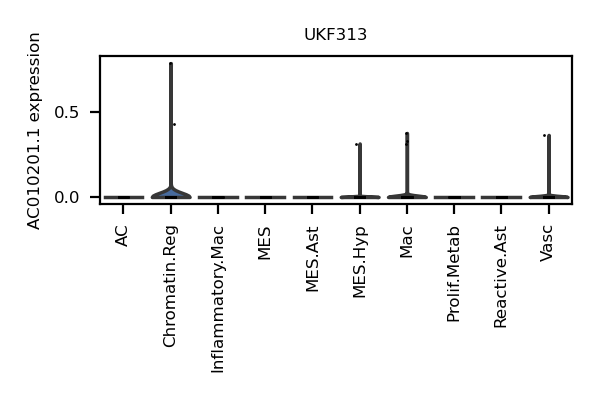 UKF313
AC010201.1 expression
0.5
0.0
AC
Chromatin.Reg
Inflammatory.Mac
MES
MES.Ast
MES.Hyp
Mac
Prolif.Metab
Reactive.Ast
Vasc